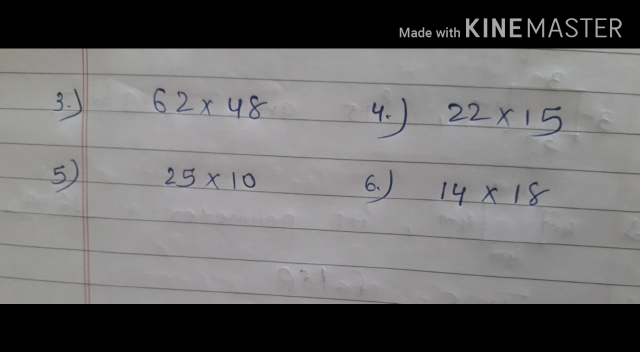 Made with KINEMASTER
3.) 62 x 48 4.) 22 x 15
5) 25 x 10 6.) 14 x 18